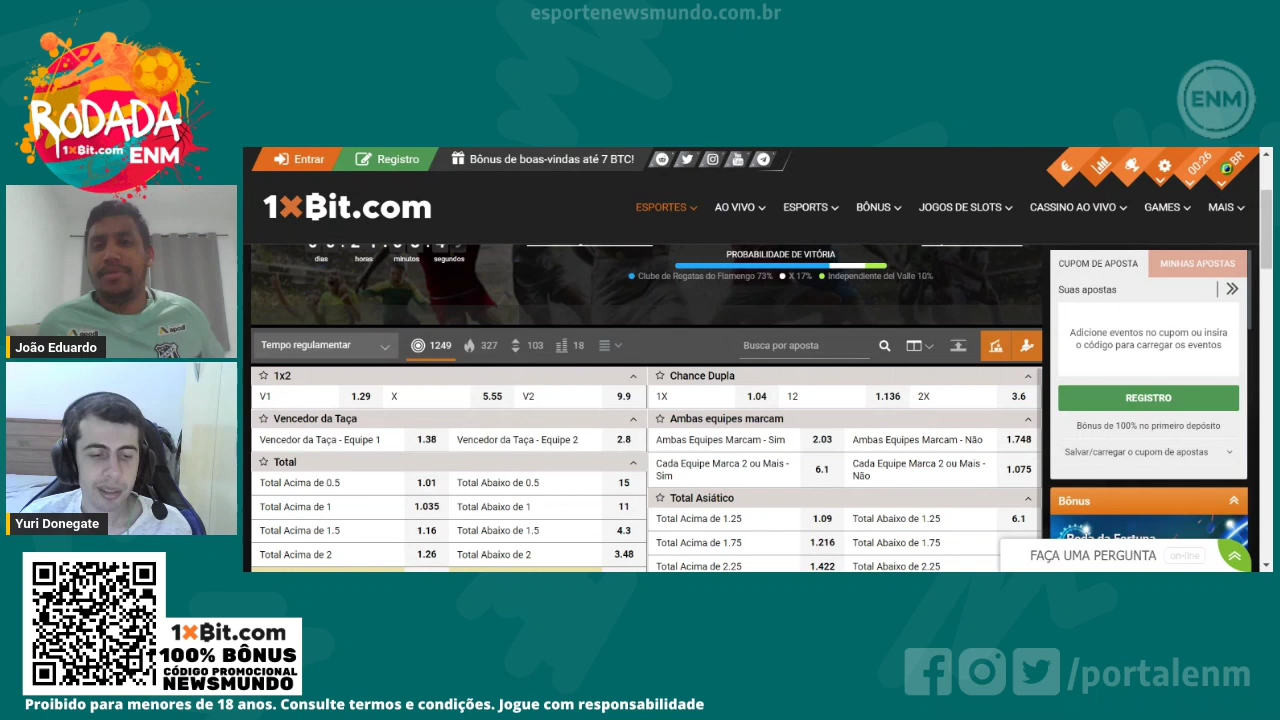 esportenewsmundo.com.br
RODADA
1×Bit.com
ENM
ENM
Entrar
Registro
Bônus de boas-vindas até 7 BTC!
00:26
BR
1×Bit.com
ESPORTES
AO VIVO
ESPORTS
BÔNUS
JOGOS DE SLOTS
CASSINO AO VIVO
GAMES
MAIS
dias
horas
minutos
segundos
PROBABILIDADE DE VITÓRIA
Clube de Regatas do Flamengo 73%
X 17%
Independiente del Valle 10%
CUPOM DE APOSTA
MINHAS APOSTAS
Suas apostas
Adicione eventos no cupom ou insira
o código para carregar os eventos
REGISTRO
Bônus de 100% no primeiro depósito
Salvar/carregar o cupom de apostas
Bônus
Roda da Fortuna
FAÇA UMA PERGUNTA
on-line
Tempo regulamentar
1249
327
103
18
Busca por aposta
1x2
V1 1.29 X 5.55 V2 9.9
Vencedor da Taça
Vencedor da Taça - Equipe 1 1.38 Vencedor da Taça - Equipe 2 2.8
Total
Total Acima de 0.5 1.01 Total Abaixo de 0.5 15
Total Acima de 1 1.035 Total Abaixo de 1 11
Total Acima de 1.5 1.16 Total Abaixo de 1.5 4.3
Total Acima de 2 1.26 Total Abaixo de 2 3.48
Chance Dupla
1X 1.04 12 1.136 2X 3.6
Ambas equipes marcam
Ambas Equipes Marcam - Sim 2.03 Ambas Equipes Marcam - Não 1.748
Cada Equipe Marca 2 ou Mais -
Sim
6.1
Cada Equipe Marca 2 ou Mais -
Não
1.075
Total Asiático
Total Acima de 1.25 1.09 Total Abaixo de 1.25 6.1
Total Acima de 1.75 1.216 Total Abaixo de 1.75
Total Acima de 2.25 1.422 Total Abaixo de 2.25
apodi
João Eduardo
Yuri Donegate
1×Bit.com
100% BÔNUS
CÓDIGO PROMOCIONAL
NEWSMUNDO
/portalenm
Proibido para menores de 18 anos. Consulte termos e condições. Jogue com responsabilidade